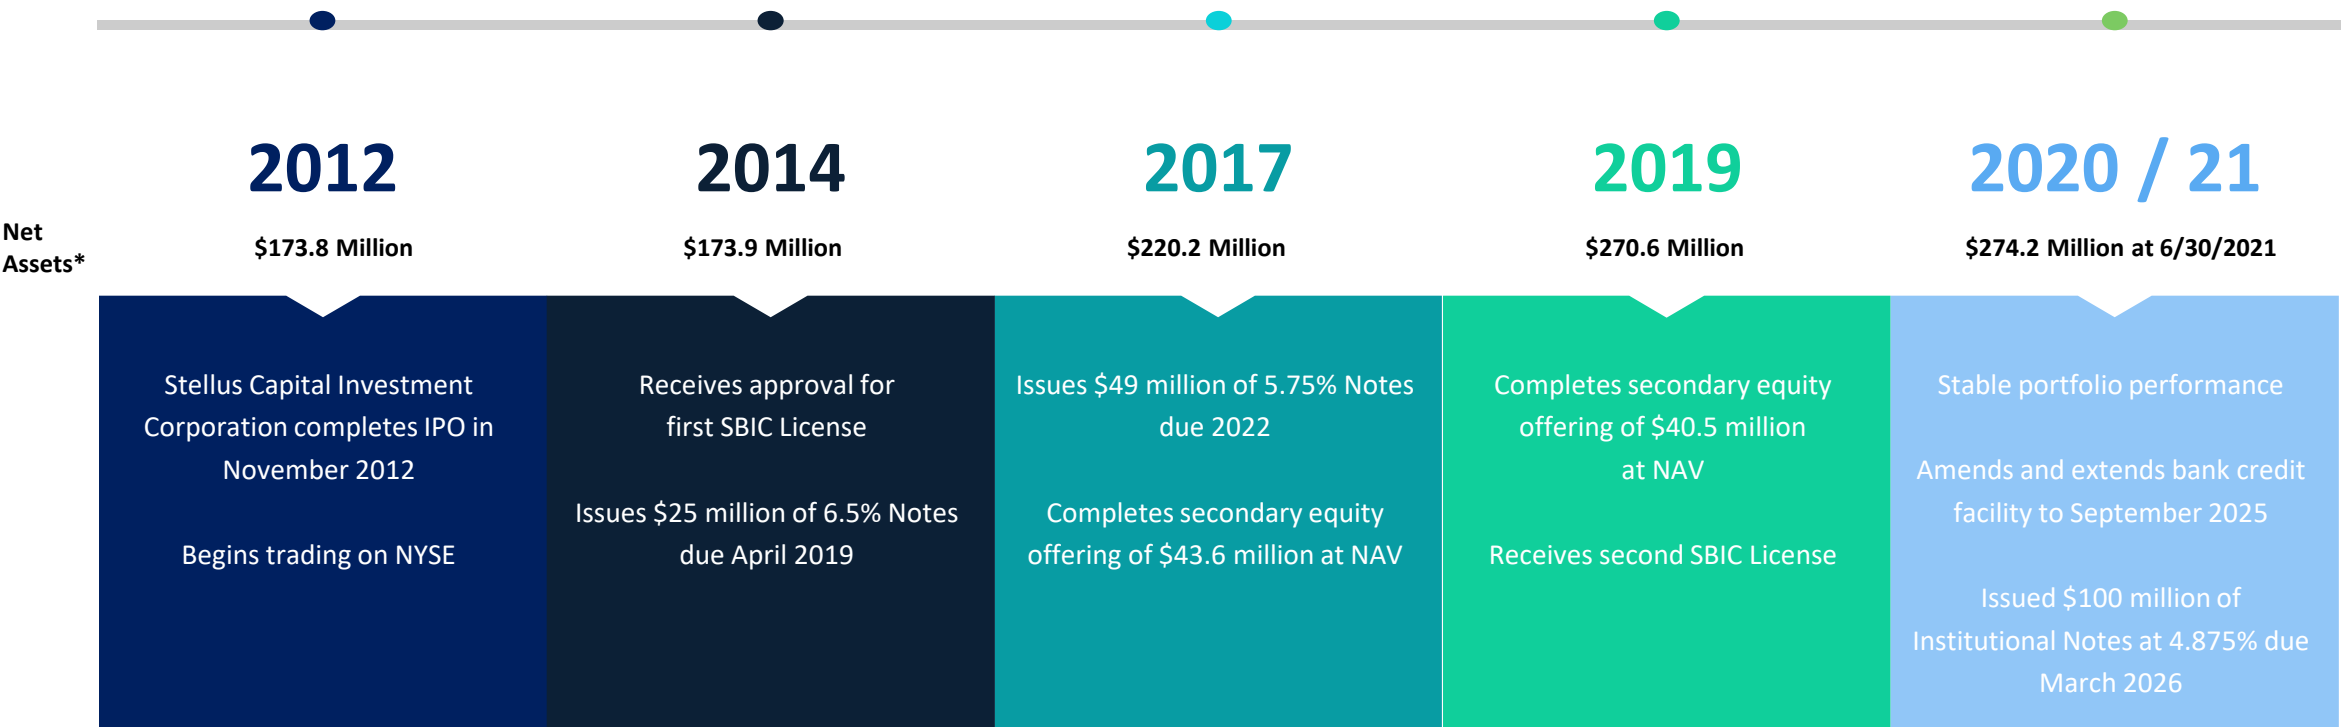 2012
2014
2017
2019
2020 / 21
Net
Assets*
$173.8 Million
$173.9 Million
$220.2 Million
$270.6 Million
$274.2 Million at 6/30/2021
Stellus Capital Investment
Corporation completes IPO in
November 2012
Begins trading on NYSE
Receives approval for
first SBIC License
Issues $25 million of 6.5% Notes
due April 2019
Issues $49 million of 5.75% Notes
due 2022
Completes secondary equity
offering of $43.6 million at NAV
Completes secondary equity
offering of $40.5 million
at NAV
Receives second SBIC License
Stable portfolio performance
Amends and extends bank credit
facility to September 2025
Issued $100 million of
Institutional Notes at 4.875% due
March 2026